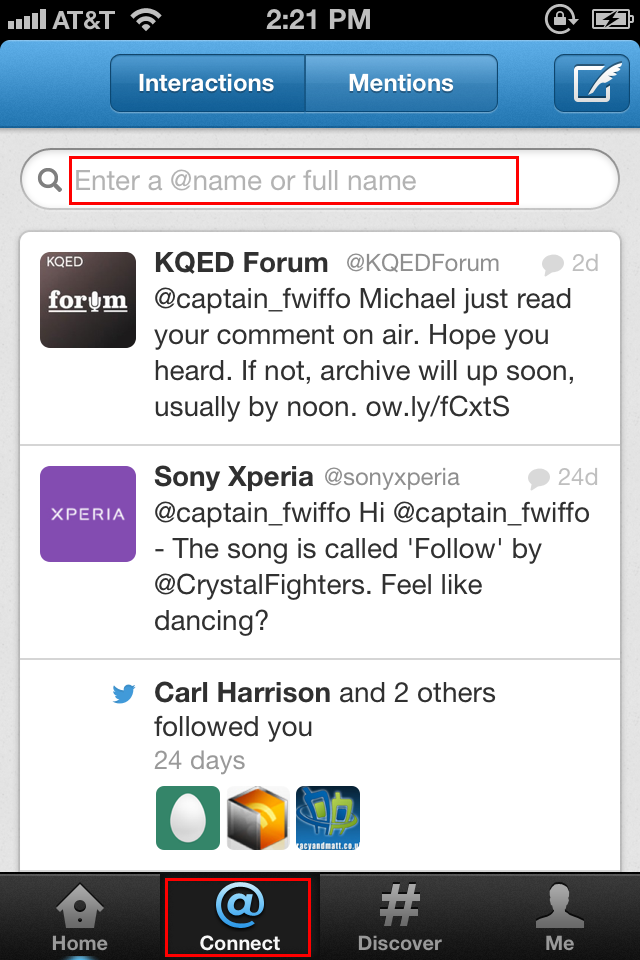 AT&T 2:21 PM
Interactions Mentions
Enter a @name or full name
KQED
forum
KQED Forum @KQEDForum 2d
@captain_fwiffo Michael just read
your comment on air. Hope you
heard. If not, archive will up soon,
usually by noon. ow.ly/fCxtS
XPERIA
Sony Xperia @sonyxperia 24d
@captain_fwiffo Hi @captain_fwiffo
- The song is called 'Follow' by
@CrystalFighters. Feel like
dancing?
Carl Harrison and 2 others
followed you
24 days
racyandmatt.co.u
Home Connect Discover Me